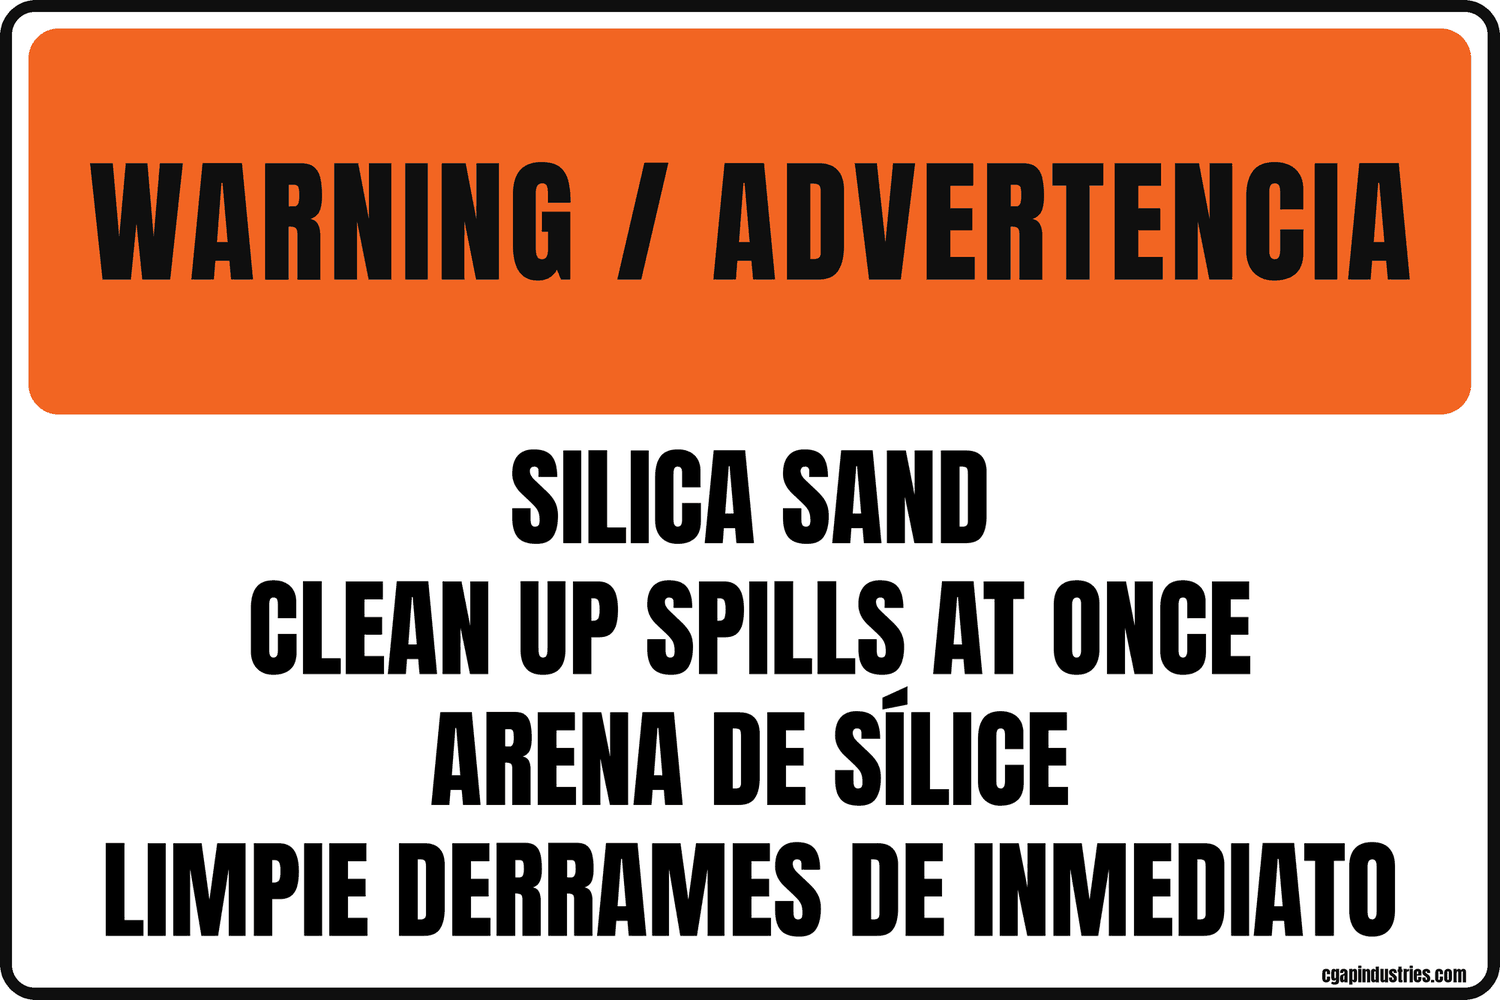 WARNING / ADVERTENCIA
SILICA SAND
CLEAN UP SPILLS AT ONCE
ARENA DE SÍLICE
LIMPIE DERRAMES DE INMEDIATO
cgapindustries.com